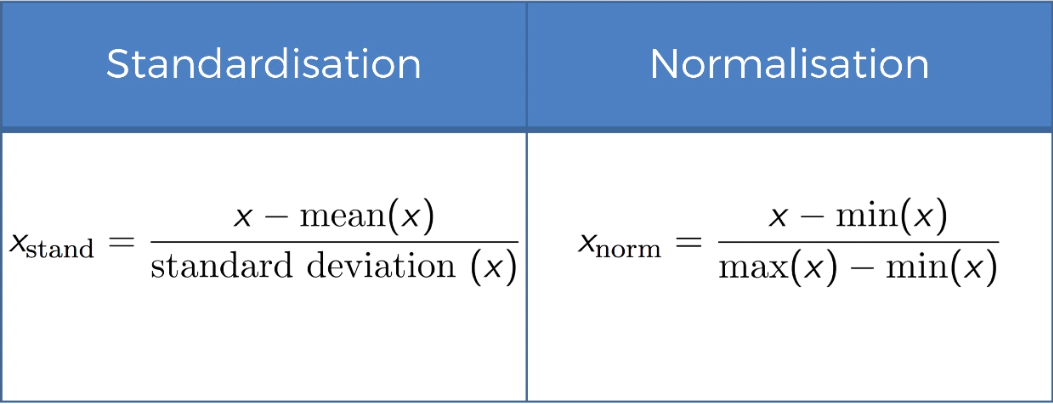 Standardisation
Normalisation
x_stand = (x − mean(x)) / (standard deviation (x))
x_norm = (x − min(x)) / (max(x) − min(x))